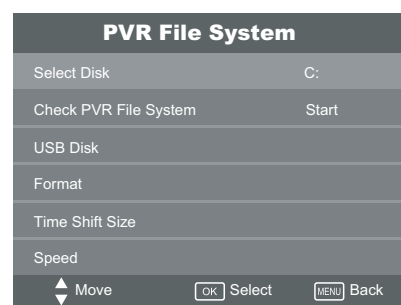 PVR File System
Select Disk C:
Check PVR File System Start
USB Disk
Format
Time Shift Size
Speed
Move OK Select MENU Back